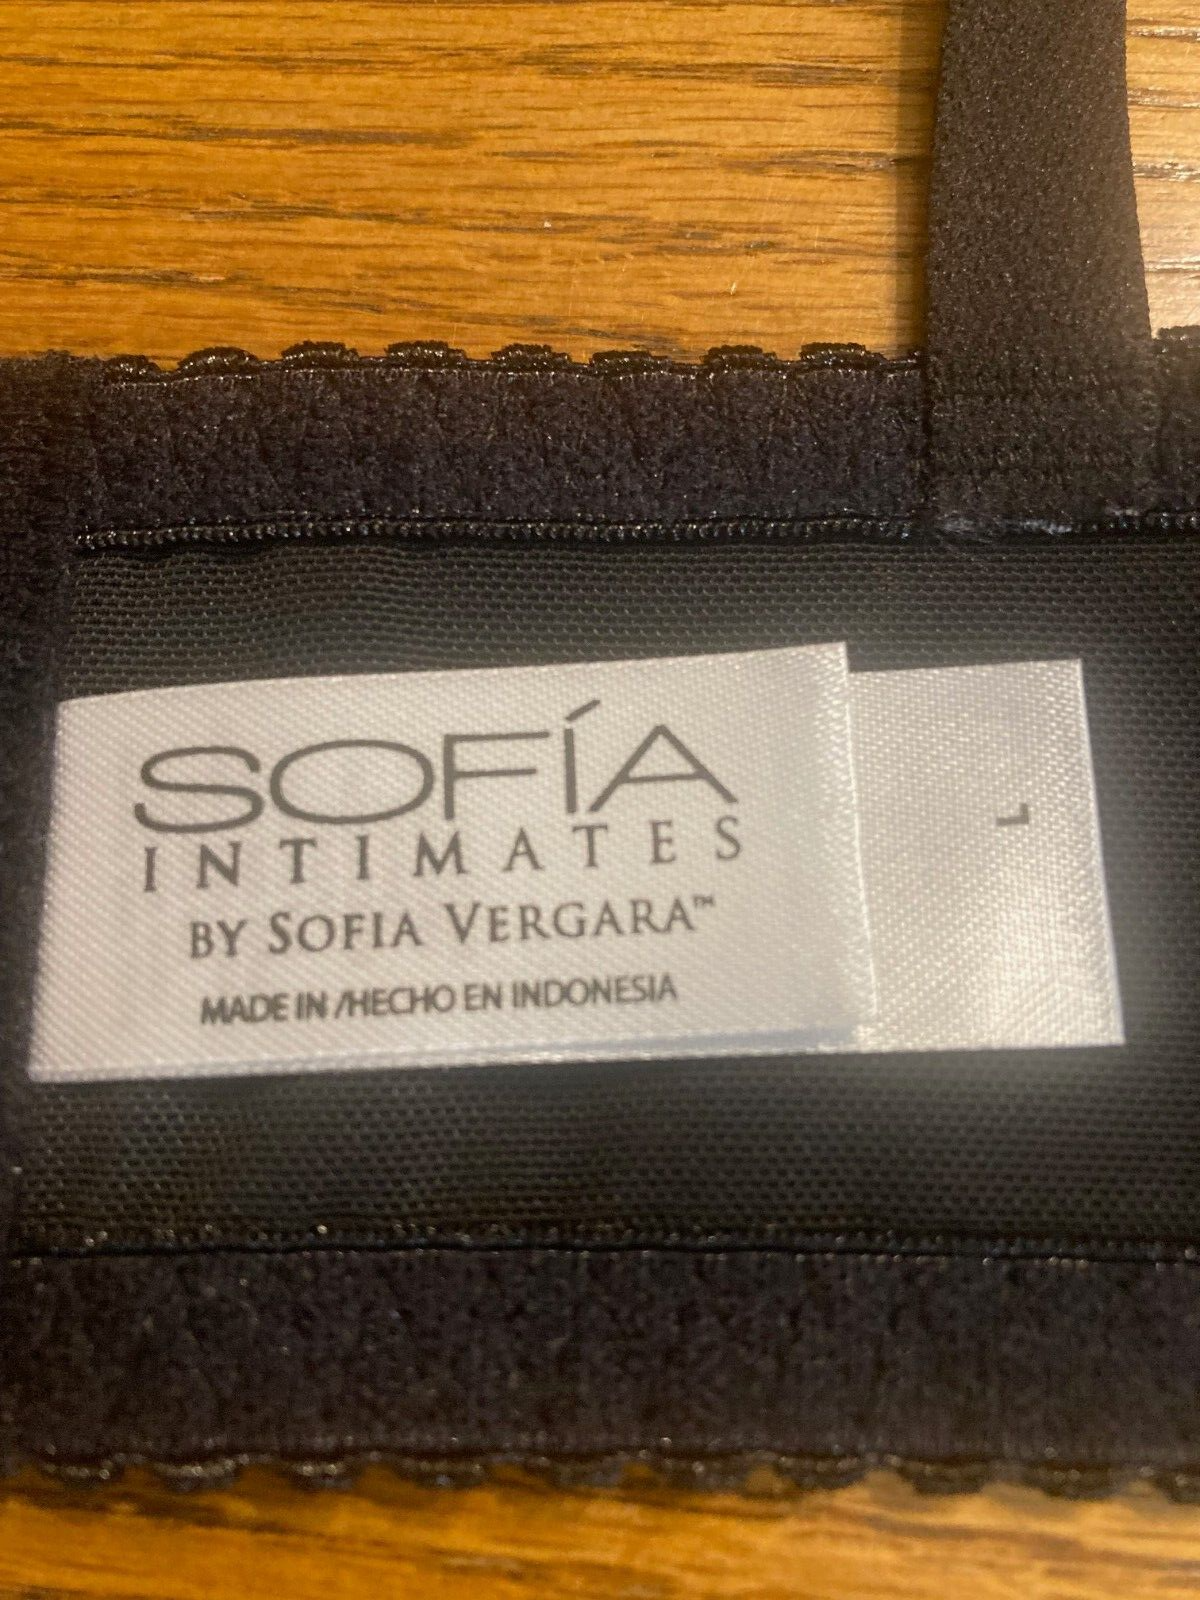 SOFÍA
INTIMATES
BY SOFIA VERGARA™
MADE IN /HECHO EN INDONESIA
L